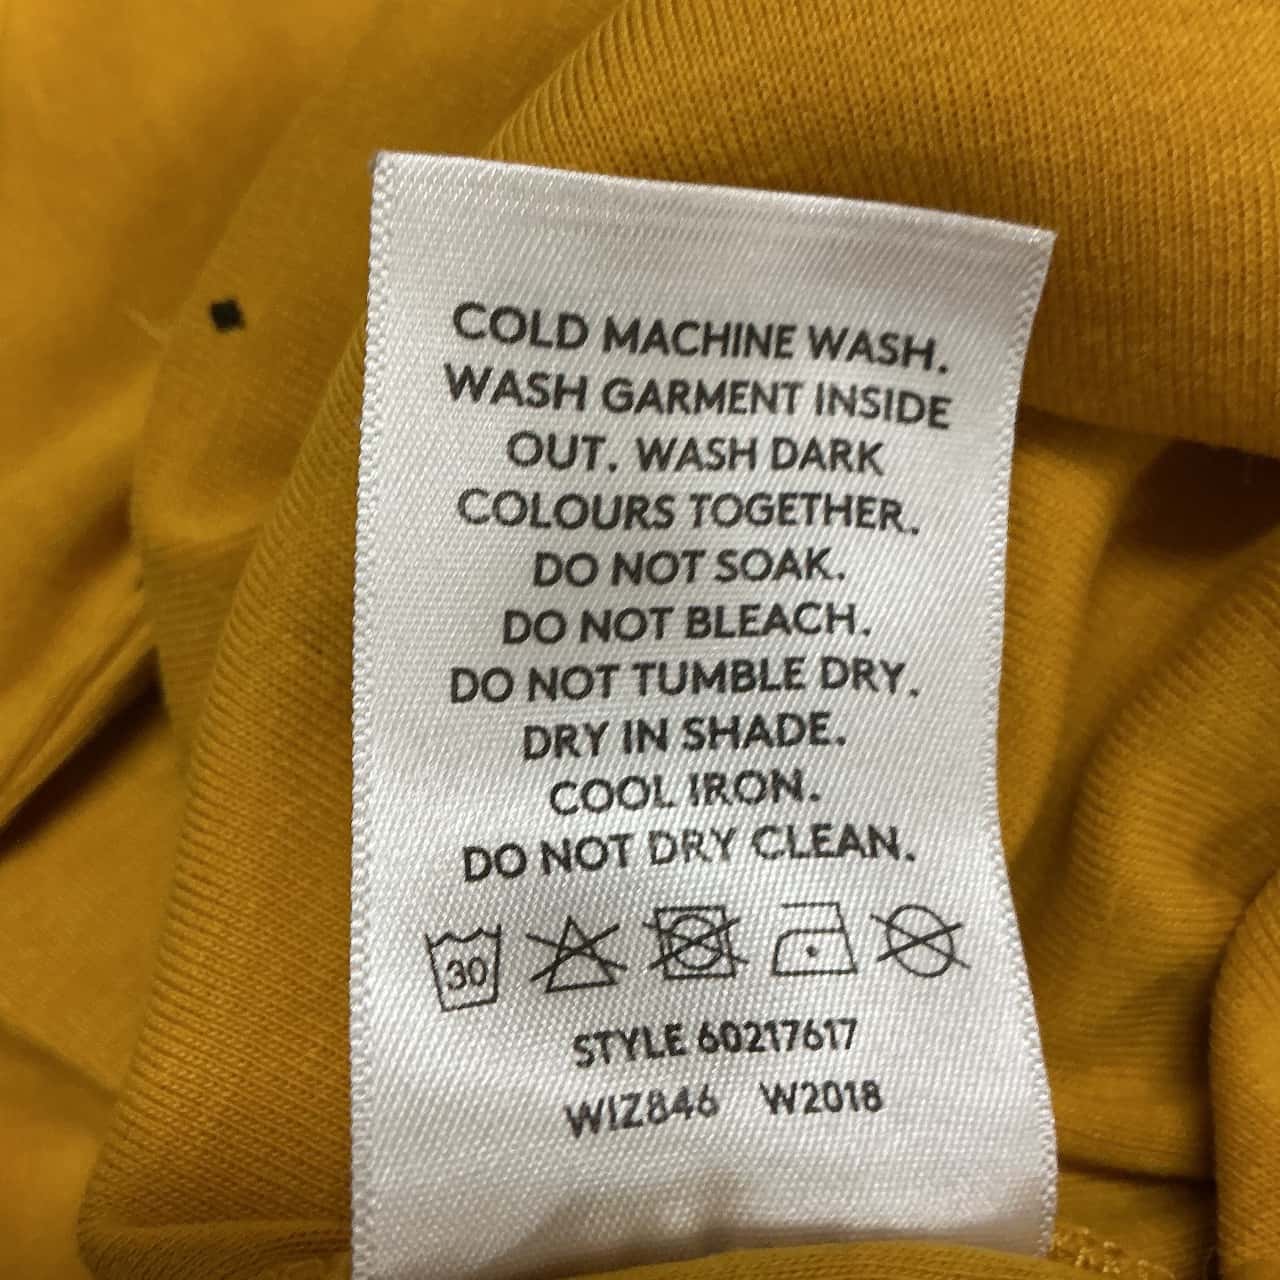 COLD MACHINE WASH.
WASH GARMENT INSIDE
OUT. WASH DARK
COLOURS TOGETHER.
DO NOT SOAK.
DO NOT BLEACH.
DO NOT TUMBLE DRY.
DRY IN SHADE.
COOL IRON.
DO NOT DRY CLEAN.
30
STYLE 60217617
WIZ846 W2018